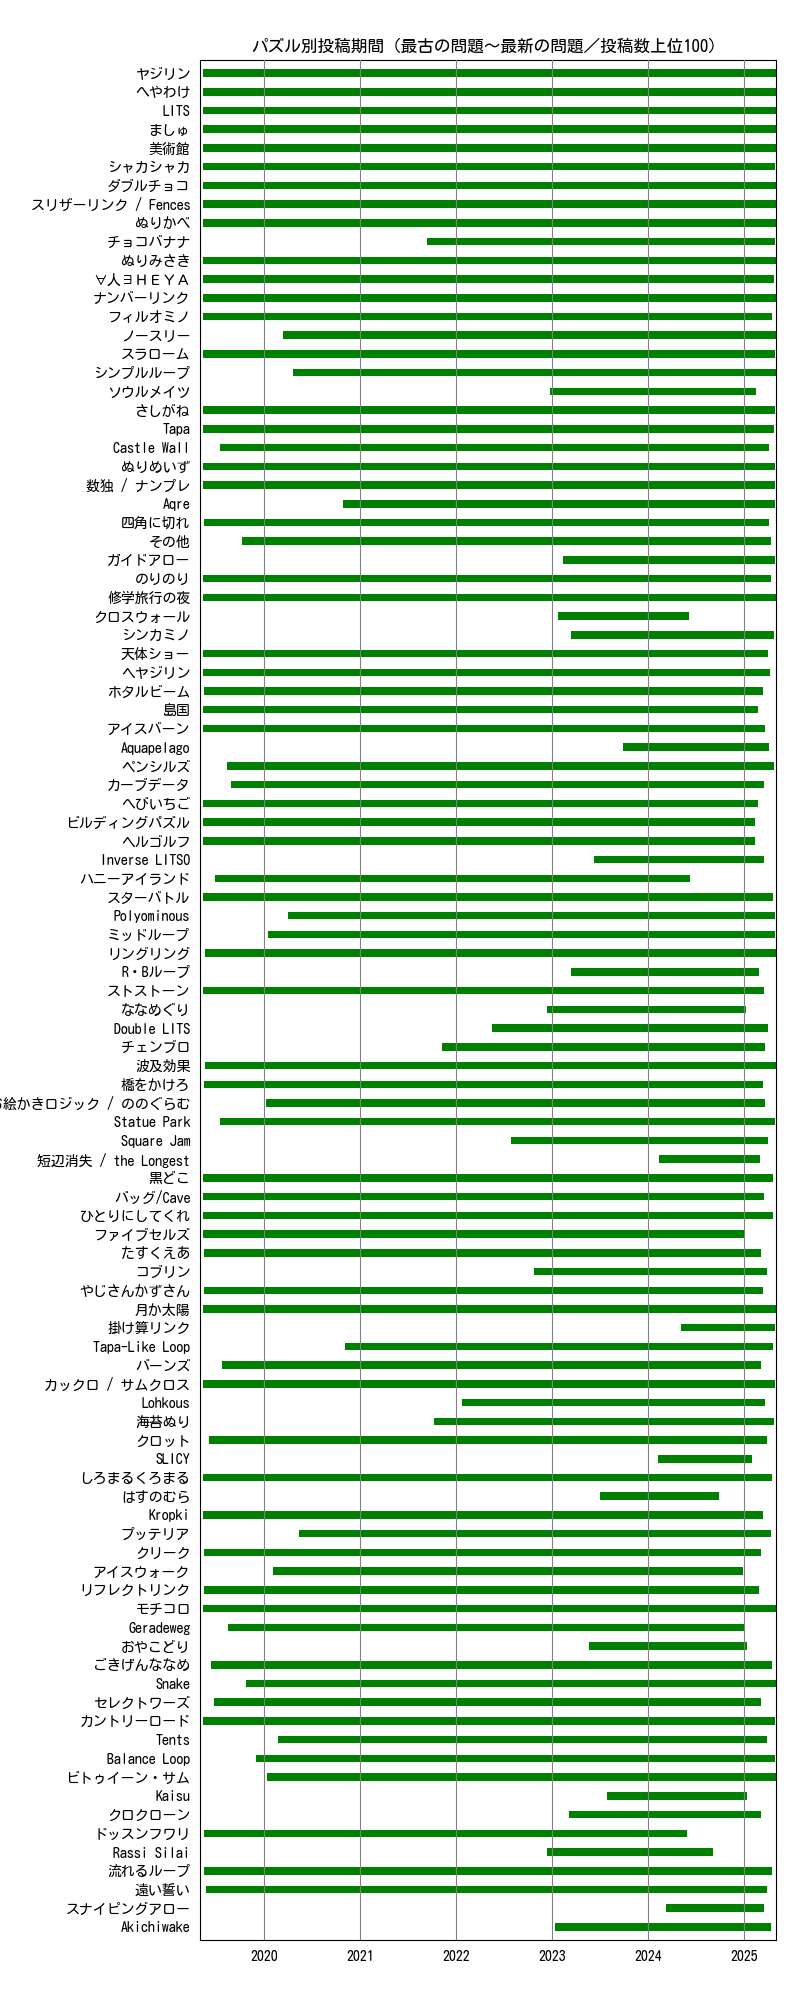 パズル別投稿期間（最古の問題～最新の問題／投稿数上位100）
ヤジリン
へやわけ
LITS
ましゅ
美術館
シャカシャカ
ダブルチョコ
スリザーリンク / Fences
ぬりかべ
チョコバナナ
ぬりみさき
∀人∃ＨＥＹＡ
ナンバーリンク
フィルオミノ
ノースリー
スラローム
シンプルループ
ソウルメイツ
さしがね
Tapa
Castle Wall
ぬりめいず
数独 / ナンプレ
Aqre
四角に切れ
その他
ガイドアロー
のりのり
修学旅行の夜
クロスウォール
シンカミノ
天体ショー
ヘヤジリン
ホタルビーム
島国
アイスバーン
Aquapelago
ペンシルズ
カーブデータ
へびいちご
ビルディングパズル
ヘルゴルフ
Inverse LITSO
ハニーアイランド
スターバトル
Polyominous
ミッドループ
リングリング
R・Bループ
ストストーン
ななめぐり
Double LITS
チェンブロ
波及効果
橋をかけろ
絵かきロジック / ののぐらむ
Statue Park
Square Jam
短辺消失 / the Longest
黒どこ
バッグ/Cave
ひとりにしてくれ
ファイブセルズ
たすくえあ
コブリン
やじさんかずさん
月か太陽
掛け算リンク
Tapa-Like Loop
バーンズ
カックロ / サムクロス
Lohkous
海苔ぬり
クロット
SLICY
しろまるくろまる
はすのむら
Kropki
プッテリア
クリーク
アイスウォーク
リフレクトリンク
モチコロ
Geradeweg
おやこどり
ごきげんななめ
Snake
セレクトワーズ
カントリーロード
Tents
Balance Loop
ビトゥイーン・サム
Kaisu
クロクローン
ドッスンフワリ
Rassi Silai
流れるループ
遠い誓い
スナイピングアロー
Akichiwake
2020 2021 2022 2023 2024 2025